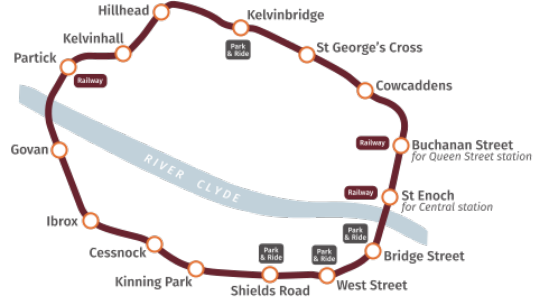 Hillhead
Kelvinbridge
Park
& Ride
Kelvinhall
St George's Cross
Partick
Railway
Cowcaddens
Railway
Buchanan Street
for Queen Street station
Govan
RIVER CLYDE
Railway
St Enoch
for Central station
Ibrox
Park
& Ride
Bridge Street
Cessnock
Park
& Ride
Park
& Ride
Kinning Park
Shields Road
West Street